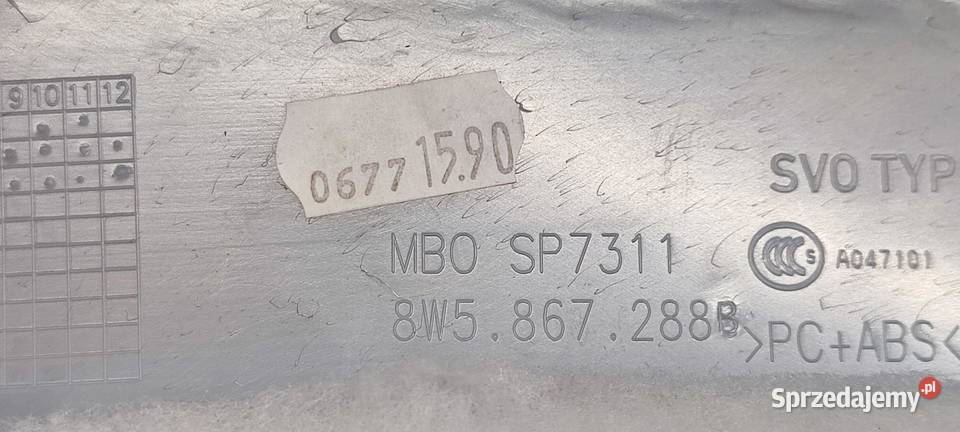 9 10 11 12
0677 15.90
SVO TYP
MBO SP7311
CCC S A047101
8W5.867.288B
>PC+ABS<
Sprzedajemy.pl